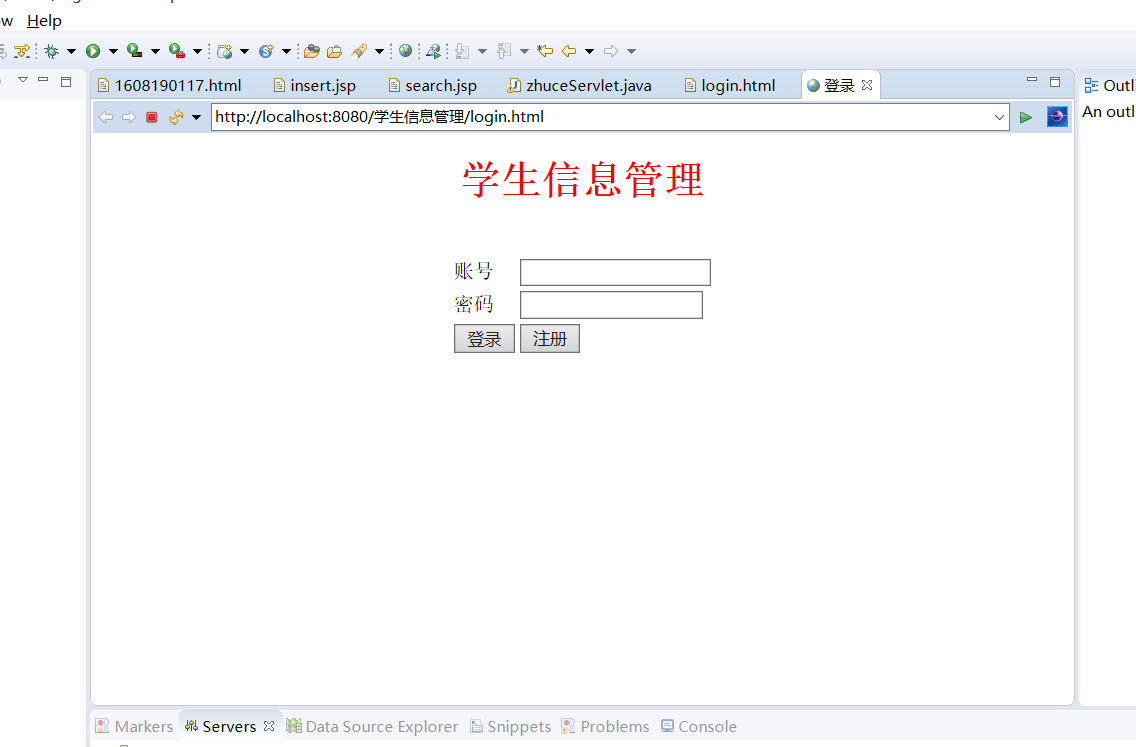 w Help
1608190117.html insert.jsp search.jsp zhuceServlet.java login.html 登录 Outli
http://localhost:8080/学生信息管理/login.html An outl
学生信息管理
账号
密码
登录 注册
Markers Servers Data Source Explorer Snippets Problems Console